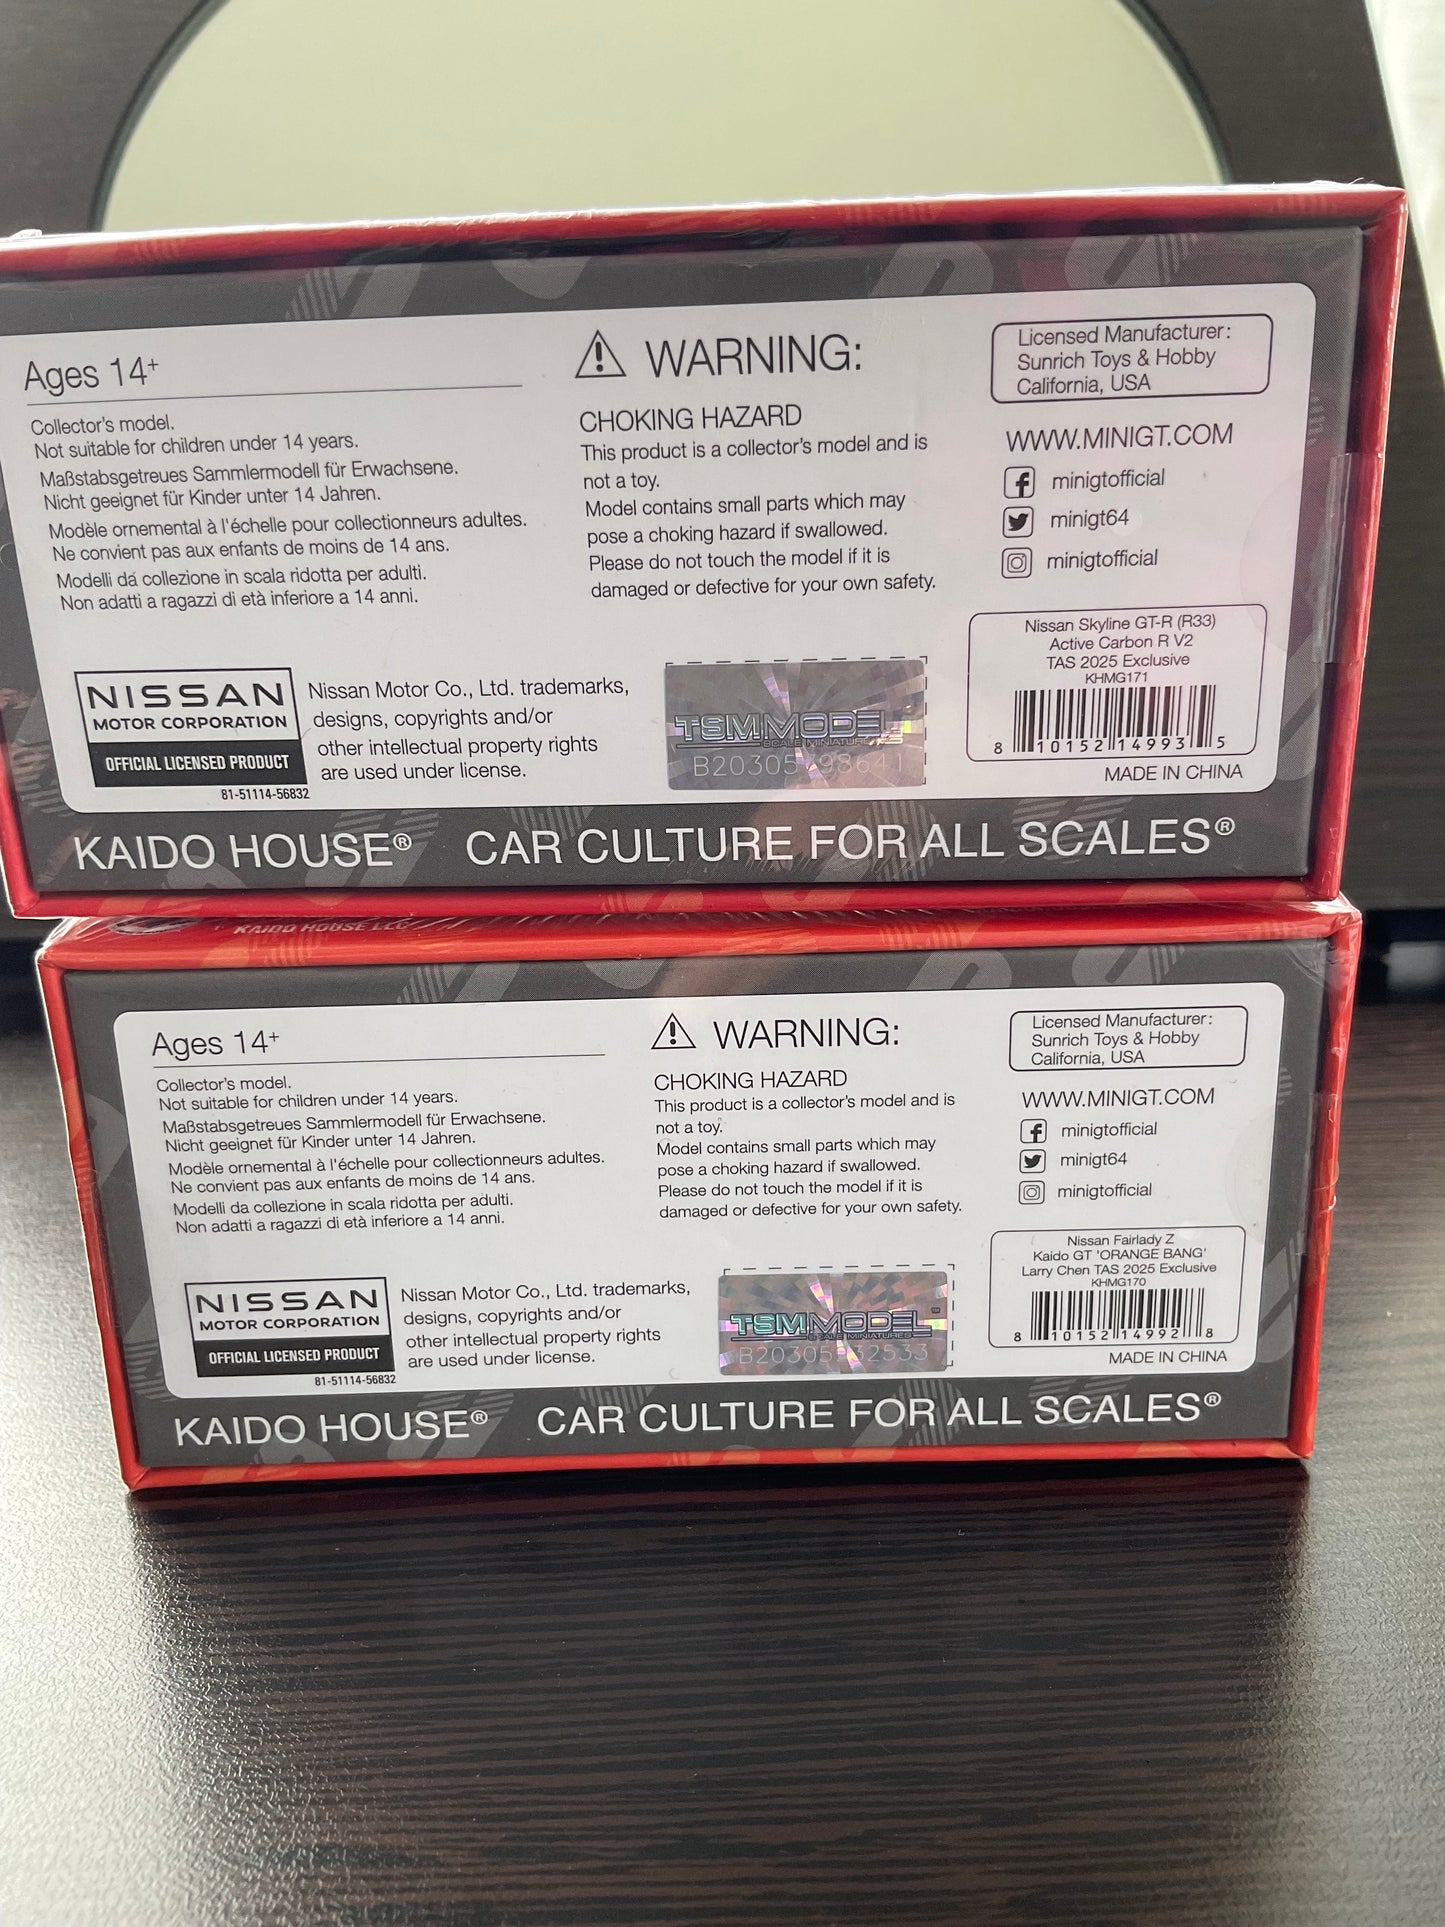 Ages 14+
Collector's model.
Not suitable for children under 14 years.
Maßstabsgetreues Sammlermodell für Erwachsene.
Nicht geeignet für Kinder unter 14 Jahren.
Modèle ornemental à l'échelle pour collectionneurs adultes.
Ne convient pas aux enfants de moins de 14 ans.
Modelli da collezione in scala ridotta per adulti.
Non adatti a ragazzi di età inferiore a 14 anni.
WARNING:
CHOKING HAZARD
This product is a collector's model and is
not a toy.
Model contains small parts which may
pose a choking hazard if swallowed.
Please do not touch the model if it is
damaged or defective for your own safety.
Licensed Manufacturer:
Sunrich Toys & Hobby
California, USA
WWW.MINIGT.COM
minigtofficial
minigt64
minigtofficial
Nissan Skyline GT-R (R33)
Active Carbon R V2
TAS 2025 Exclusive
KHMG171
8 10152 14993 5
MADE IN CHINA
NISSAN
MOTOR CORPORATION
OFFICIAL LICENSED PRODUCT
81-51114-56832
Nissan Motor Co., Ltd. trademarks,
designs, copyrights and/or
other intellectual property rights
are used under license.
TSM MODEL
SCALE MINIATURES
KAIDO HOUSE® CAR CULTURE FOR ALL SCALES®
KAIDO HOUSE LLC
Ages 14+
Collector's model.
Not suitable for children under 14 years.
Maßstabsgetreues Sammlermodell für Erwachsene.
Nicht geeignet für Kinder unter 14 Jahren.
Modèle ornemental à l'échelle pour collectionneurs adultes.
Ne convient pas aux enfants de moins de 14 ans.
Modelli da collezione in scala ridotta per adulti.
Non adatti a ragazzi di età inferiore a 14 anni.
WARNING:
CHOKING HAZARD
This product is a collector's model and is
not a toy.
Model contains small parts which may
pose a choking hazard if swallowed.
Please do not touch the model if it is
damaged or defective for your own safety.
Licensed Manufacturer:
Sunrich Toys & Hobby
California, USA
WWW.MINIGT.COM
minigtofficial
minigt64
minigtofficial
Nissan Fairlady Z
Kaido GT 'ORANGE BANG'
Larry Chen TAS 2025 Exclusive
KHMG170
8 10152 14992 8
MADE IN CHINA
NISSAN
MOTOR CORPORATION
OFFICIAL LICENSED PRODUCT
81-51114-56832
Nissan Motor Co., Ltd. trademarks,
designs, copyrights and/or
other intellectual property rights
are used under license.
TSM MODEL™
SCALE MINIATURES
KAIDO HOUSE® CAR CULTURE FOR ALL SCALES®